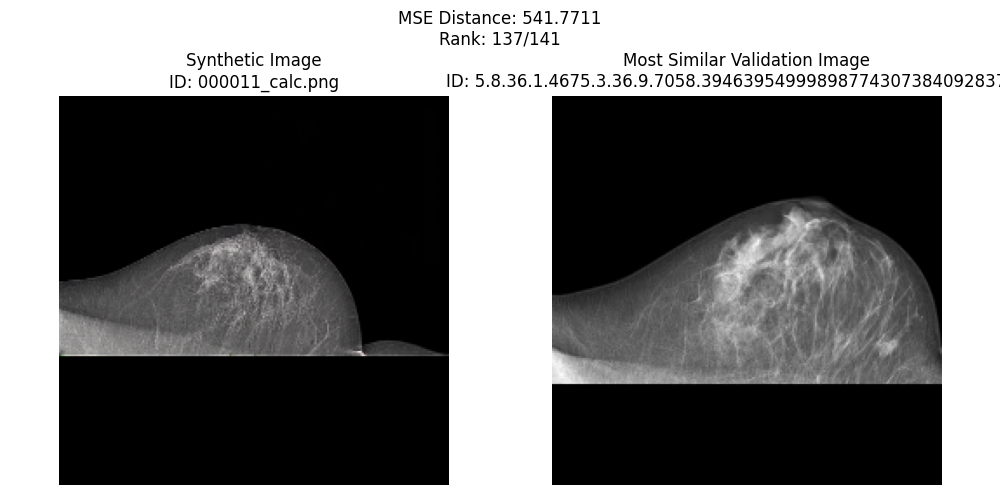 MSE Distance: 541.7711
Rank: 137/141
Synthetic Image
ID: 000011_calc.png
Most Similar Validation Image
ID: 5.8.36.1.4675.3.36.9.7058.39463954999898774307384092837